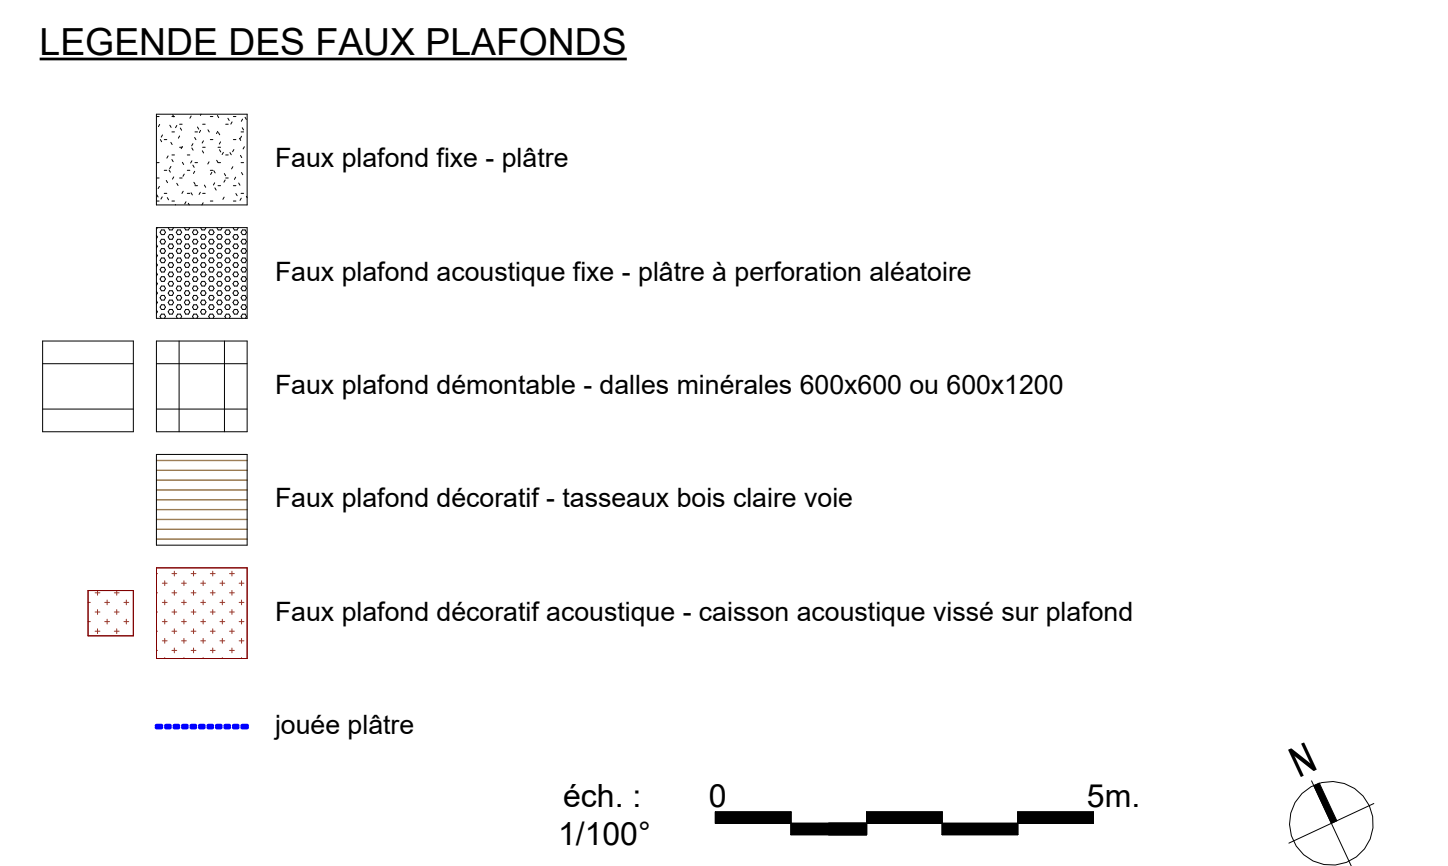 LEGENDE DES FAUX PLAFONDS
Faux plafond fixe - plâtre
Faux plafond acoustique fixe - plâtre à perforation aléatoire
Faux plafond démontable - dalles minérales 600x600 ou 600x1200
Faux plafond décoratif - tasseaux bois claire voie
Faux plafond décoratif acoustique - caisson acoustique vissé sur plafond
jouée plâtre
N
éch. : 0 5m.
1/100°